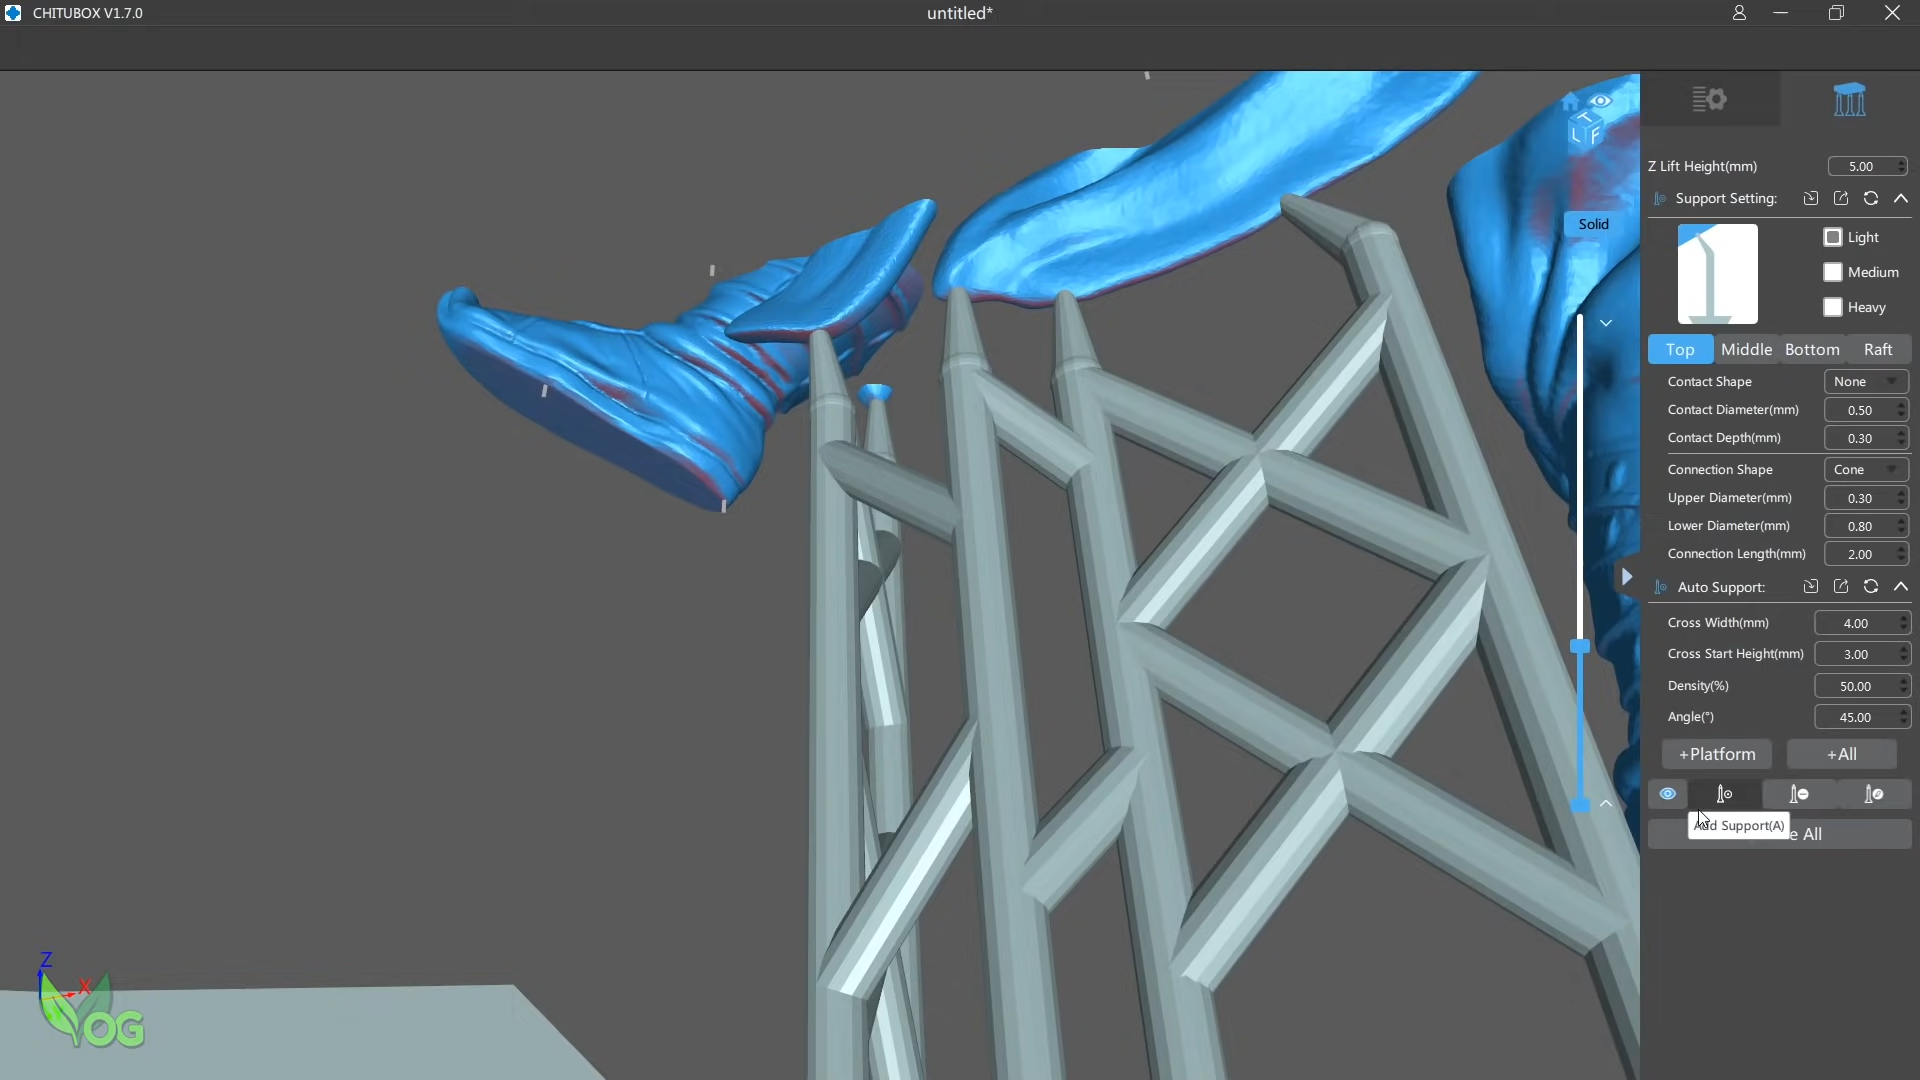 CHITUBOX V1.7.0
untitled*
T
L F
Solid
Z Lift Height(mm) 5.00
Support Setting:
Light
Medium
Heavy
Top Middle Bottom Raft
Contact Shape None
Contact Diameter(mm) 0.50
Contact Depth(mm) 0.30
Connection Shape Cone
Upper Diameter(mm) 0.30
Lower Diameter(mm) 0.80
Connection Length(mm) 2.00
Auto Support:
Cross Width(mm) 4.00
Cross Start Height(mm) 3.00
Density(%) 50.00
Angle(°) 45.00
+Platform +All
Add Support(A)
e All
Z
X
YOG